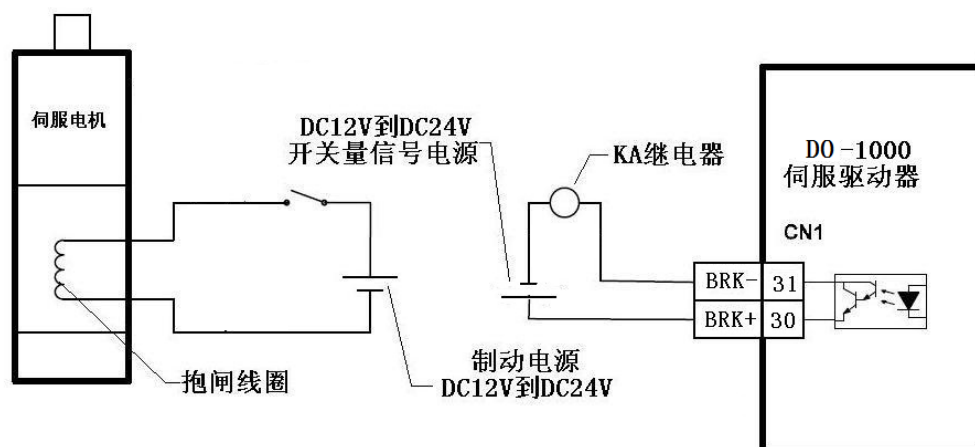 伺服电机
DC12V到DC24V
开关量信号电源
KA继电器
DO-1000
伺服驱动器
CN1
BRK- 31
BRK+ 30
抱闸线圈
制动电源
DC12V到DC24V